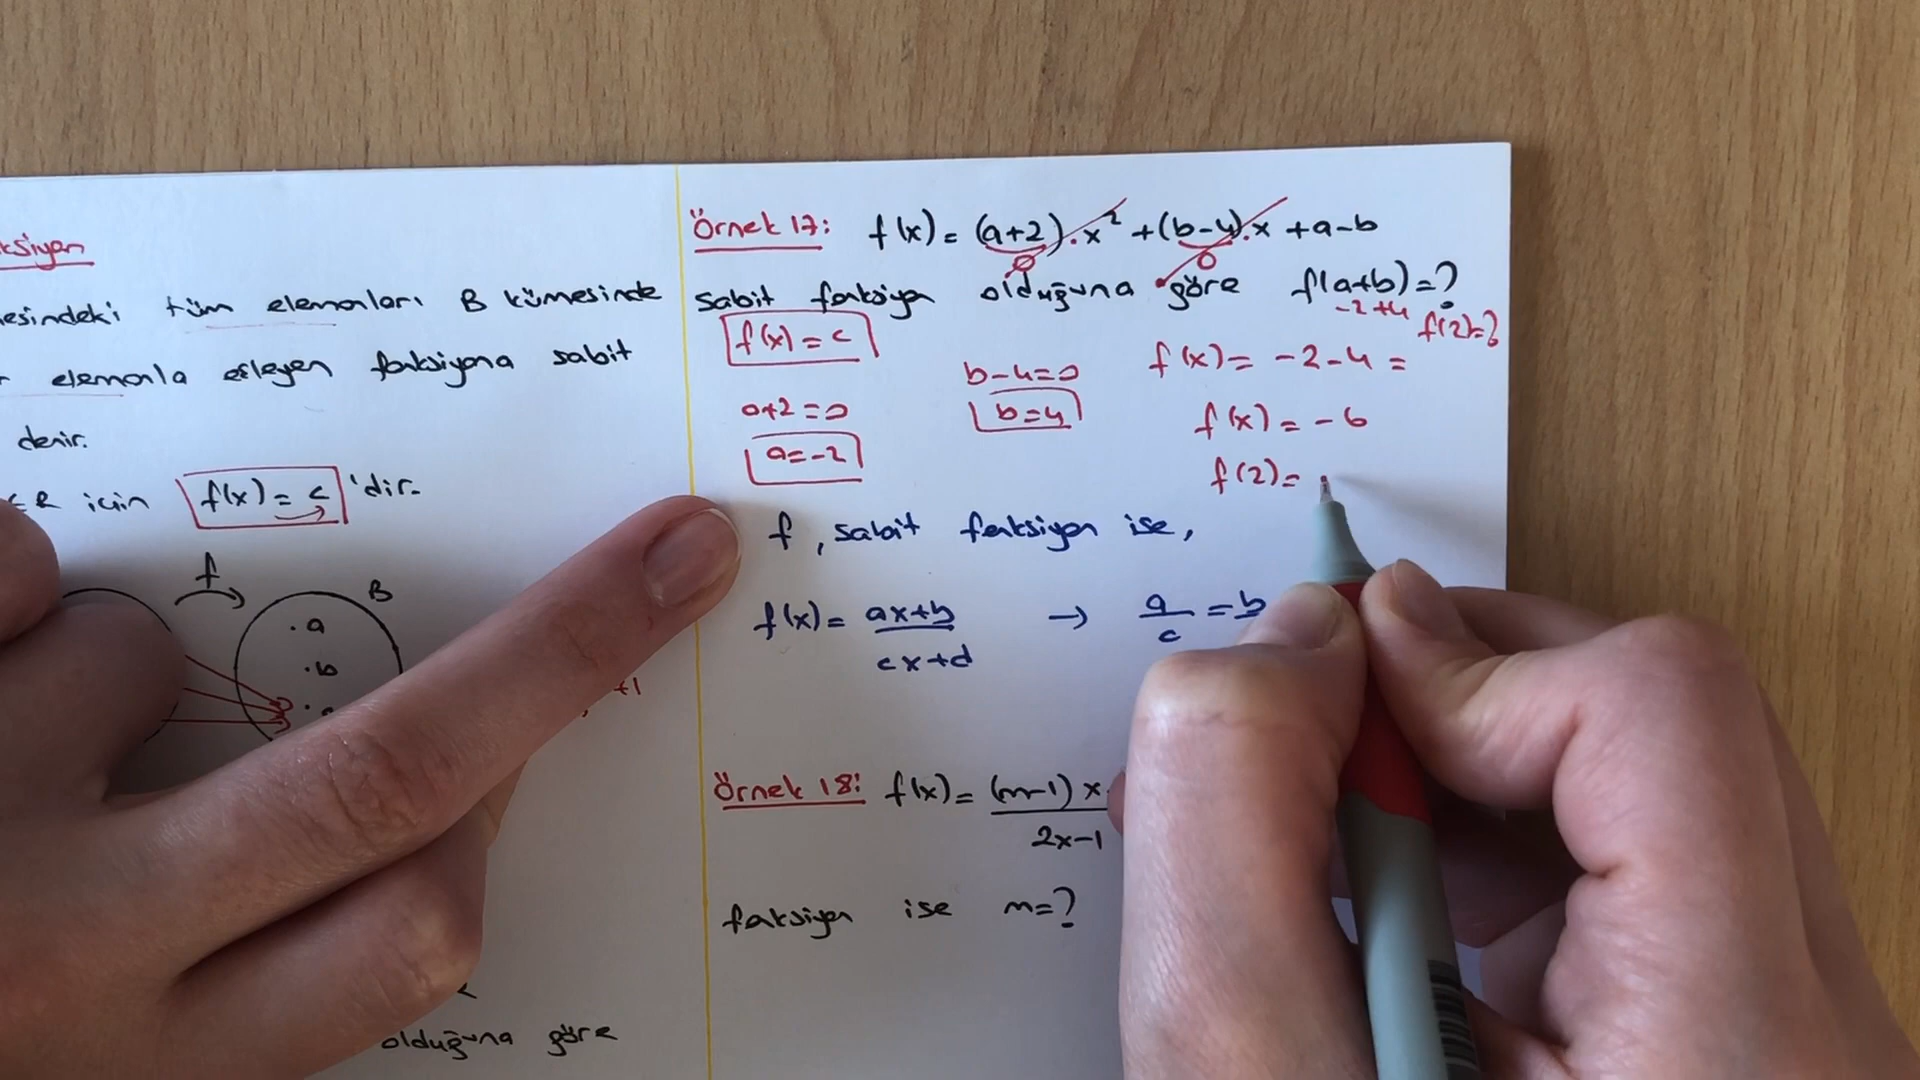 ksiyon
esindeki tüm elemanları B kümesinde
r elemanla eşleyen fonksiyona sabit
denir.
için f(x) = c 'dir.
f
B
. a
. b
+1
olduğuna göre
Örnek 17: f(x) = (a+2).x² + (b-4).x + a-b
0 0
sabit fonksiyon olduğuna göre f(a+b)=?
-2+4 f(2)=?
f(x) = c
f(x) = -2-4 =
a+2=0
a=-2
b-4=0
b=4
f(x) = -6
f(2) =
f, sabit fonksiyon ise,
f(x) = ax+b / cx+d → a/c = b
Örnek 18: f(x) = (m-1)x / 2x-1
fonksiyon ise m=?